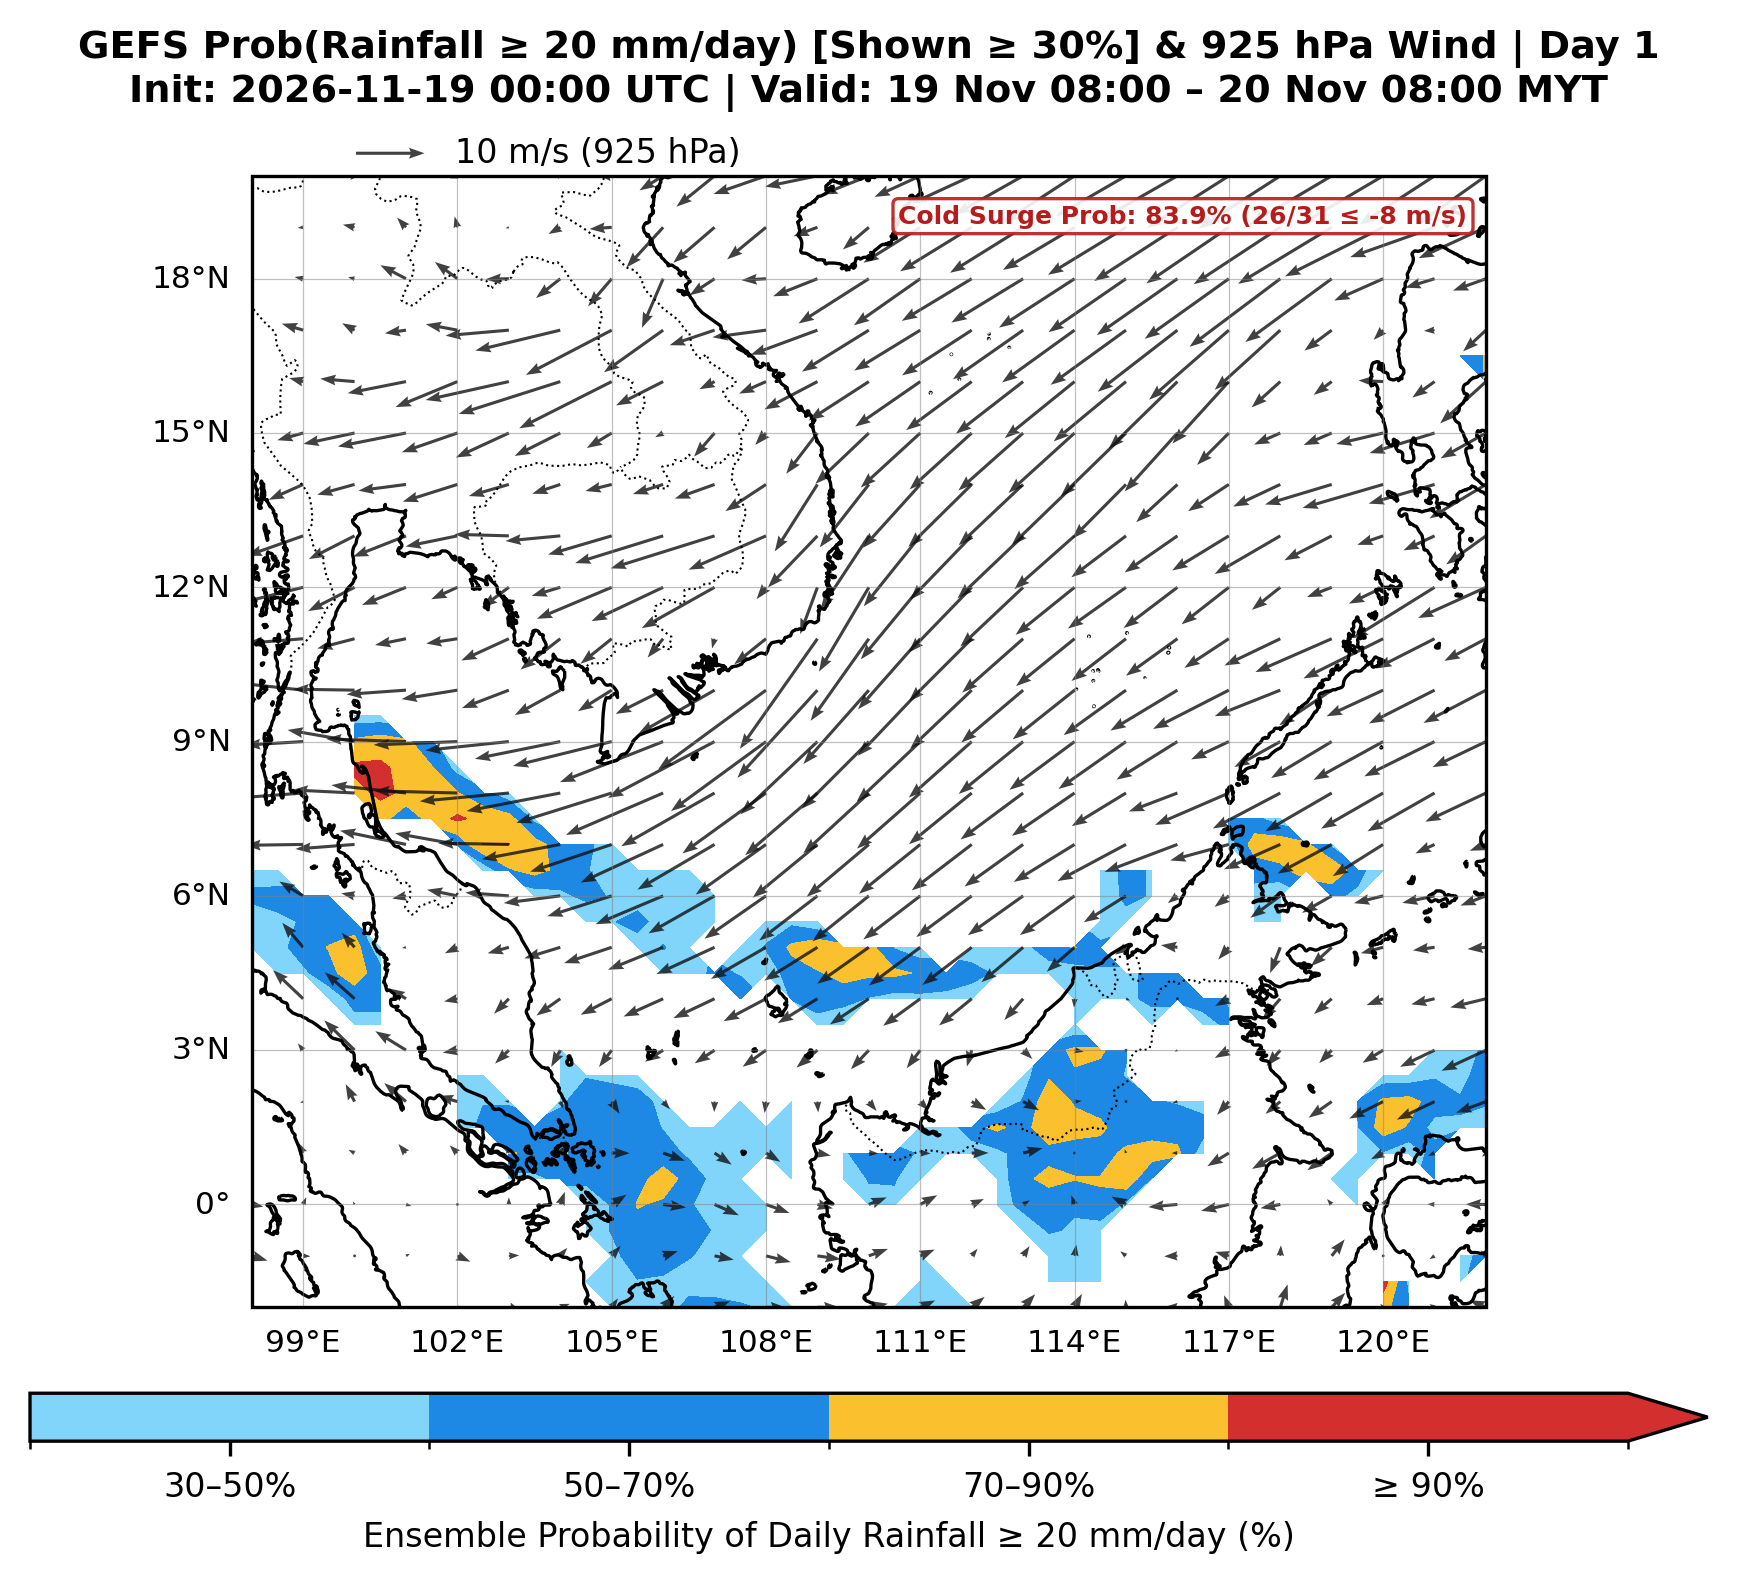 GEFS Prob(Rainfall ≥ 20 mm/day) [Shown ≥ 30%] & 925 hPa Wind | Day 1
Init: 2026-11-19 00:00 UTC | Valid: 19 Nov 08:00 – 20 Nov 08:00 MYT
10 m/s (925 hPa)
Cold Surge Prob: 83.9% (26/31 ≤ -8 m/s)
18°N
15°N
12°N
9°N
6°N
3°N
0°
99°E 102°E 105°E 108°E 111°E 114°E 117°E 120°E
30–50% 50–70% 70–90% ≥ 90%
Ensemble Probability of Daily Rainfall ≥ 20 mm/day (%)